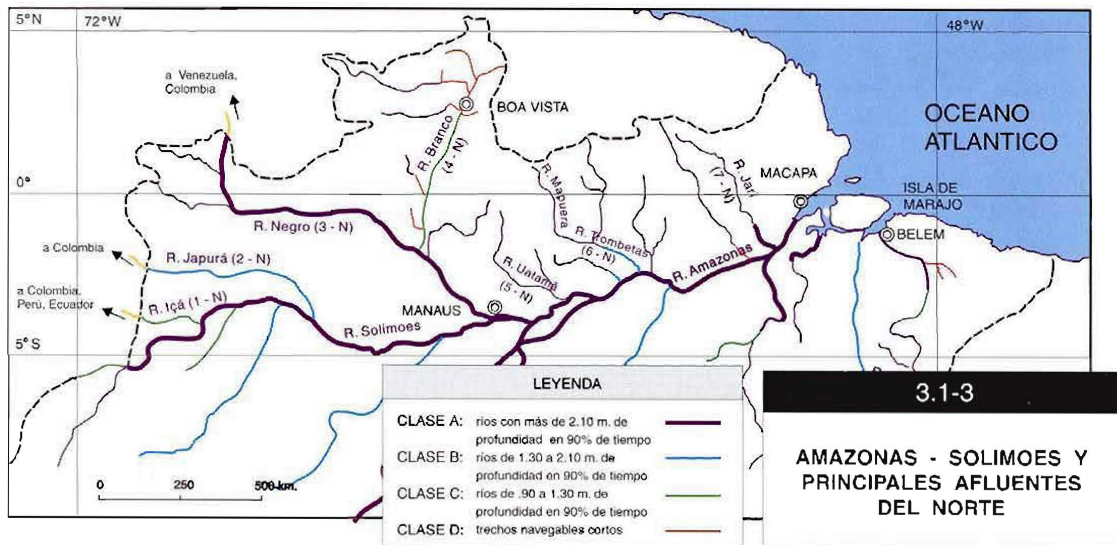 5°N
72°W
48°W
a Venezuela,
Colombia
BOA VISTA
OCEANO
ATLANTICO
R. Branco
(4 - N)
R. Mapuera
R. Jarí
(7 - N)
MACAPA
0°
ISLA DE
MARAJO
R. Negro (3 - N)
R. Trombetas
(6 - N)
BELEM
a Colombia
R. Japurá (2 - N)
R. Uatumã
(5 - N)
R. Amazonas
a Colombia,
Perú, Ecuador
R. Içá (1 - N)
MANAUS
R. Solimoes
5°S
LEYENDA
CLASE A: ríos con más de 2.10 m. de
profundidad en 90% de tiempo
CLASE B: ríos de 1.30 a 2.10 m. de
profundidad en 90% de tiempo
CLASE C: ríos de .90 a 1.30 m. de
profundidad en 90% de tiempo
CLASE D: trechos navegables cortos
0 250 500 km.
3.1-3
AMAZONAS - SOLIMOES Y
PRINCIPALES AFLUENTES
DEL NORTE